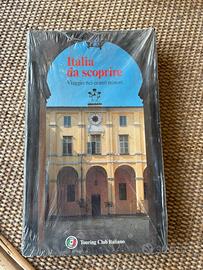 Italia
da scoprire
Viaggio nei centri minori
Touring Club Italiano